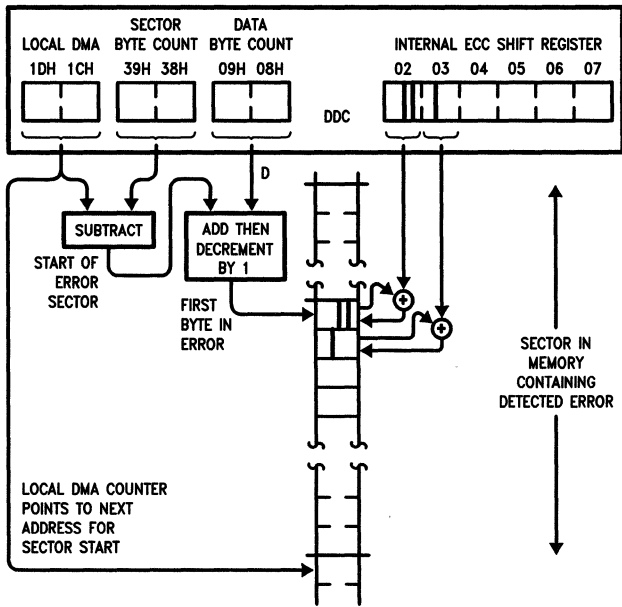 LOCAL DMA
1DH 1CH
SECTOR
BYTE COUNT
39H 38H
DATA
BYTE COUNT
09H 08H
DDC
INTERNAL ECC SHIFT REGISTER
02 03 04 05 06 07
D
SUBTRACT
ADD THEN
DECREMENT
BY 1
START OF
ERROR
SECTOR
FIRST
BYTE IN
ERROR
+
+
SECTOR IN
MEMORY
CONTAINING
DETECTED ERROR
LOCAL DMA COUNTER
POINTS TO NEXT
ADDRESS FOR
SECTOR START